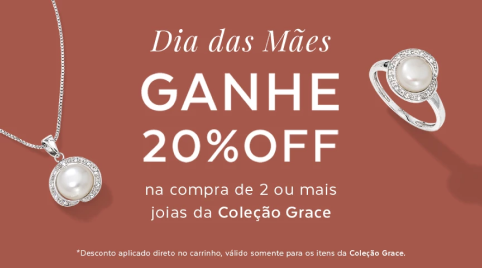 Dia das Mães
GANHE
20%OFF
na compra de 2 ou mais
joias da Coleção Grace
*Desconto aplicado direto no carrinho, válido somente para os itens da Coleção Grace.